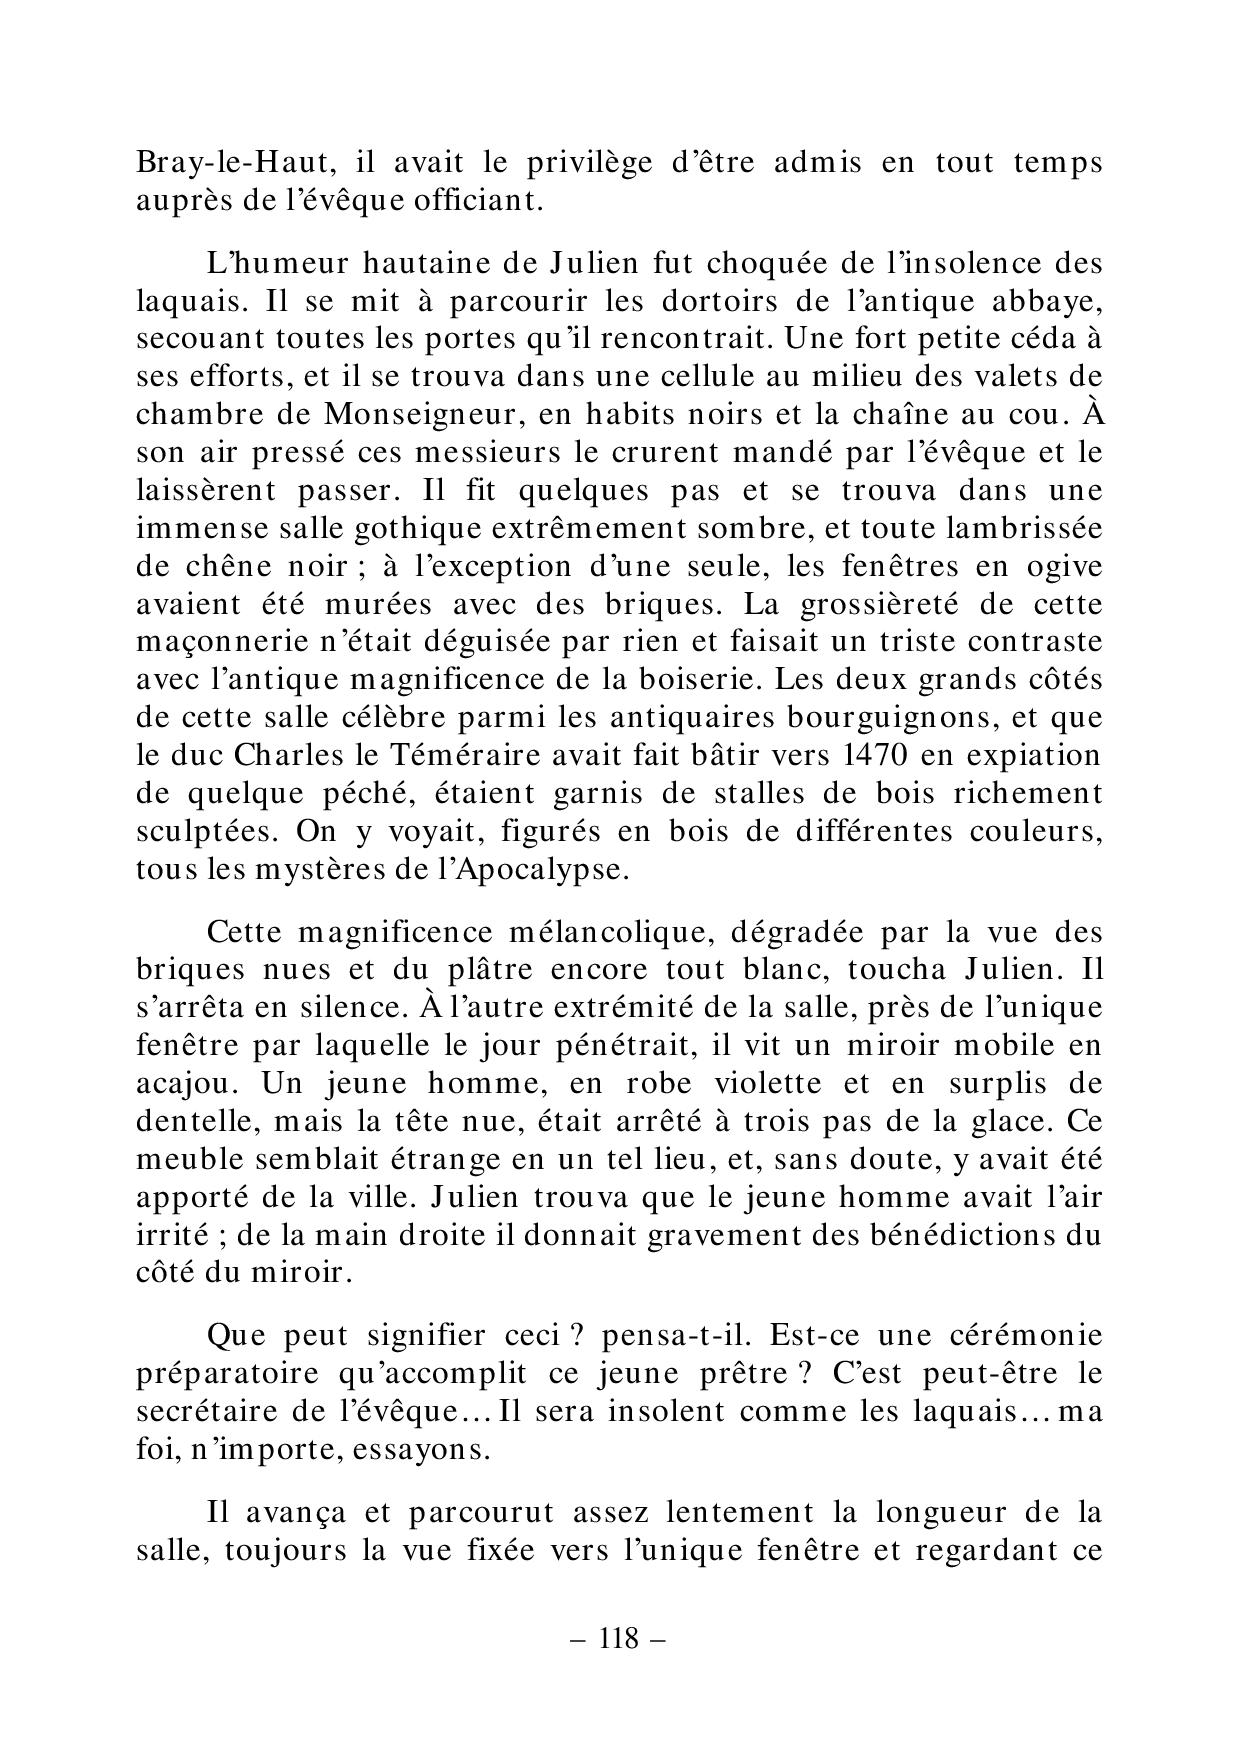 Bray-le-Haut, il avait le privilège d’être admis en tout temps
auprès de l’évêque officiant.
L’humeur hautaine de Julien fut choquée de l’insolence des
laquais. Il se mit à parcourir les dortoirs de l’antique abbaye,
secouant toutes les portes qu’il rencontrait. Une fort petite céda à
ses efforts, et il se trouva dans une cellule au milieu des valets de
chambre de Monseigneur, en habits noirs et la chaîne au cou. À
son air pressé ces messieurs le crurent mandé par l’évêque et le
laissèrent passer. Il fit quelques pas et se trouva dans une
immense salle gothique extrêmement sombre, et toute lambrissée
de chêne noir ; à l’exception d’une seule, les fenêtres en ogive
avaient été murées avec des briques. La grossièreté de cette
maçonnerie n’était déguisée par rien et faisait un triste contraste
avec l’antique magnificence de la boiserie. Les deux grands côtés
de cette salle célèbre parmi les antiquaires bourguignons, et que
le duc Charles le Téméraire avait fait bâtir vers 1470 en expiation
de quelque péché, étaient garnis de stalles de bois richement
sculptées. On y voyait, figurés en bois de différentes couleurs,
tous les mystères de l’Apocalypse.
Cette magnificence mélancolique, dégradée par la vue des
briques nues et du plâtre encore tout blanc, toucha Julien. Il
s’arrêta en silence. À l’autre extrémité de la salle, près de l’unique
fenêtre par laquelle le jour pénétrait, il vit un miroir mobile en
acajou. Un jeune homme, en robe violette et en surplis de
dentelle, mais la tête nue, était arrêté à trois pas de la glace. Ce
meuble semblait étrange en un tel lieu, et, sans doute, y avait été
apporté de la ville. Julien trouva que le jeune homme avait l’air
irrité ; de la main droite il donnait gravement des bénédictions du
côté du miroir.
Que peut signifier ceci ? pensa-t-il. Est-ce une cérémonie
préparatoire qu’accomplit ce jeune prêtre ? C’est peut-être le
secrétaire de l’évêque… Il sera insolent comme les laquais… ma
foi, n’importe, essayons.
Il avança et parcourut assez lentement la longueur de la
salle, toujours la vue fixée vers l’unique fenêtre et regardant ce
– 118 –